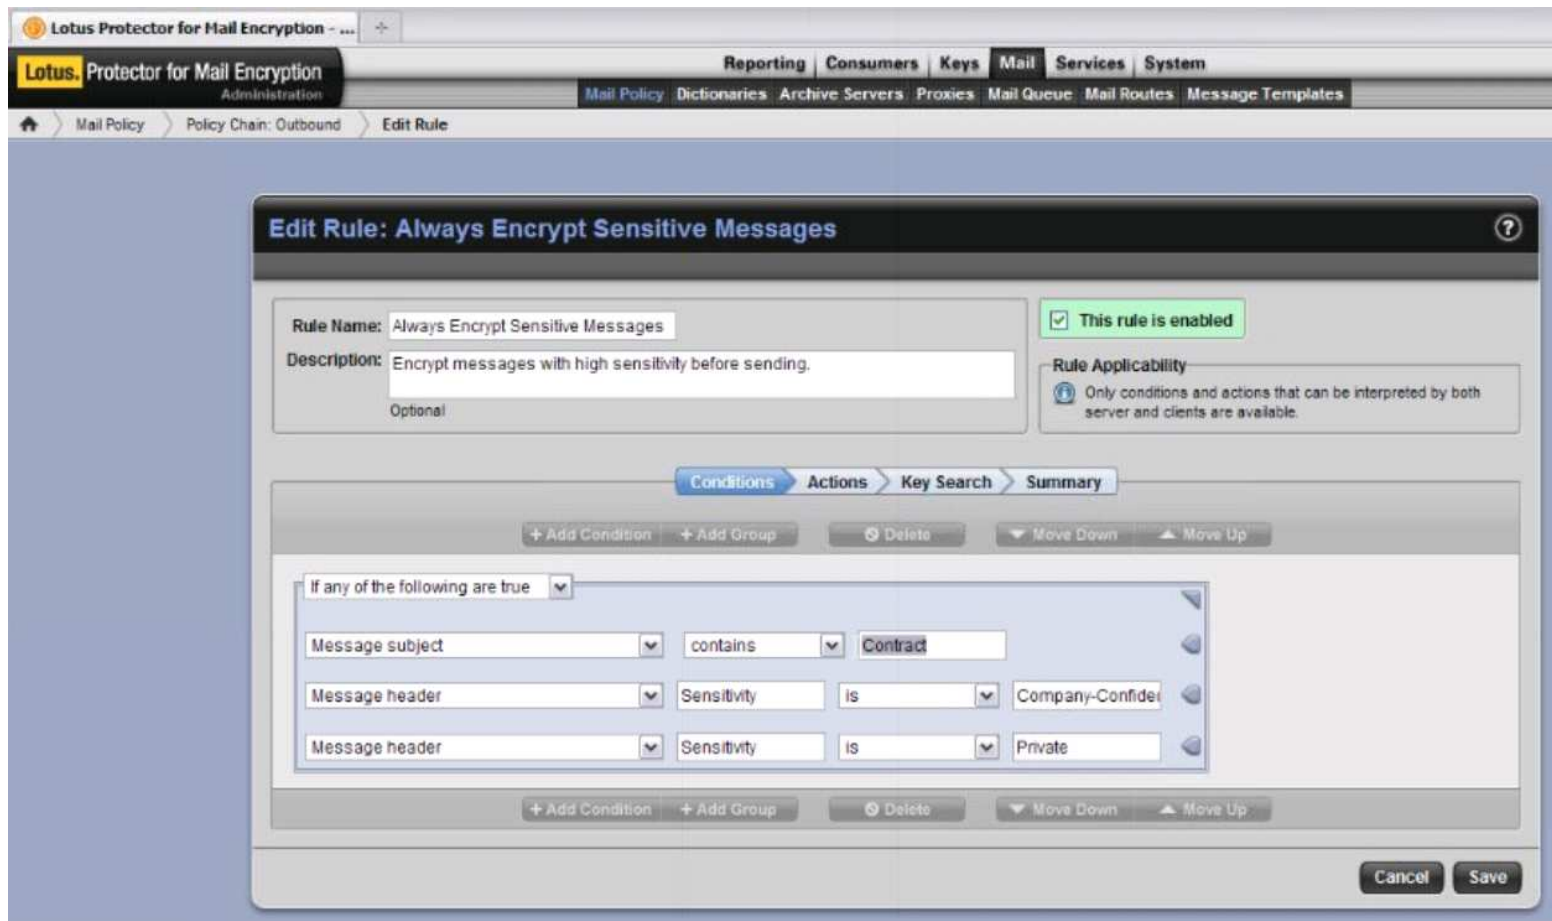 Lotus Protector for Mail Encryption - ...
Lotus. Protector for Mail Encryption
Administration
Reporting Consumers Keys Mail Services System
Mail Policy Dictionaries Archive Servers Proxies Mail Queue Mail Routes Message Templates
Mail Policy Policy Chain: Outbound Edit Rule
Edit Rule: Always Encrypt Sensitive Messages
Rule Name: Always Encrypt Sensitive Messages
Description: Encrypt messages with high sensitivity before sending.
Optional
This rule is enabled
Rule Applicability
Only conditions and actions that can be interpreted by both
server and clients are available.
Conditions Actions Key Search Summary
+ Add Condition + Add Group Delete Move Down Move Up
If any of the following are true
Message subject contains Contract
Message header Sensitivity is Company-Confider
Message header Sensitivity is Private
+ Add Condition + Add Group Delete Move Down Move Up
Cancel Save